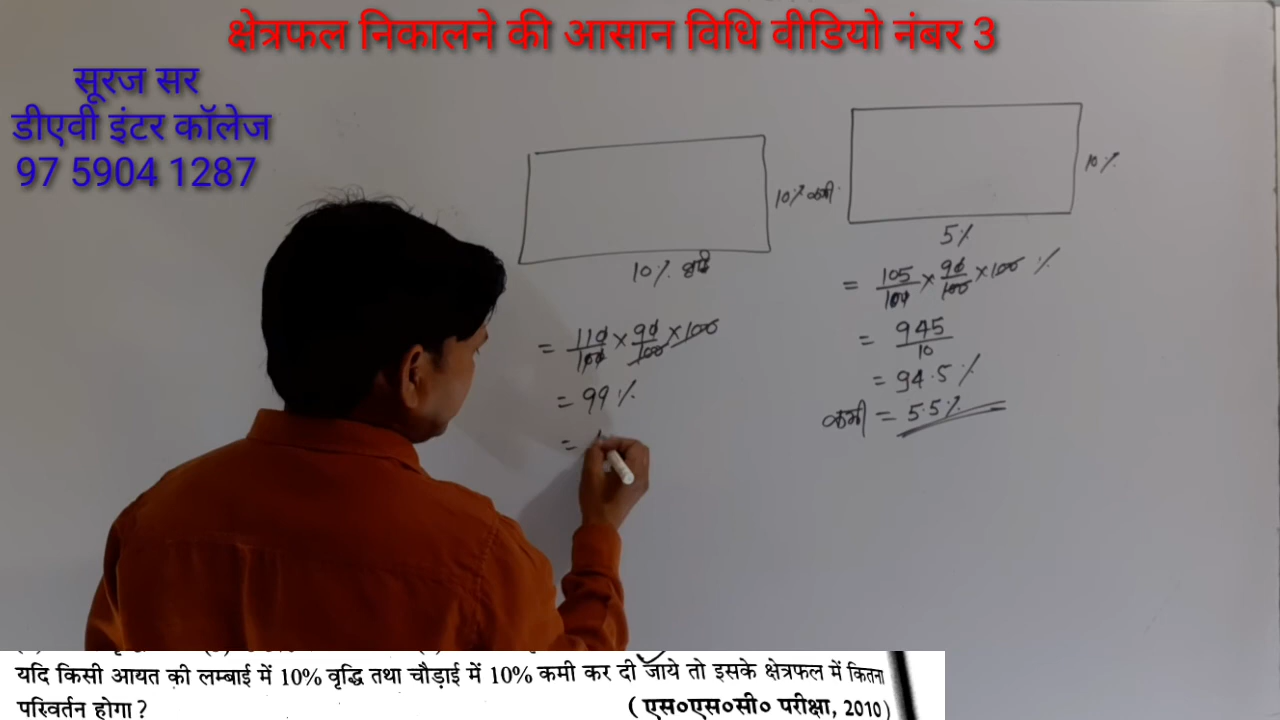 क्षेत्रफल निकालने की आसान विधि वीडियो नंबर 3
सूरज सर
डीएवी इंटर कॉलेज
97 5904 1287
10% कमी
10%
= 110/100 × 90/100 × 100
= 99%
=
10%
5%
= 105/100 × 90/100 × 100 %
= 945/10
= 94.5%
कमी = 5.5%
यदि किसी आयत की लम्बाई में 10% वृद्धि तथा चौड़ाई में 10% कमी कर दी जाये तो इसके क्षेत्रफल में कितना
परिवर्तन होगा ?
( एस०एस०सी० परीक्षा, 2010)